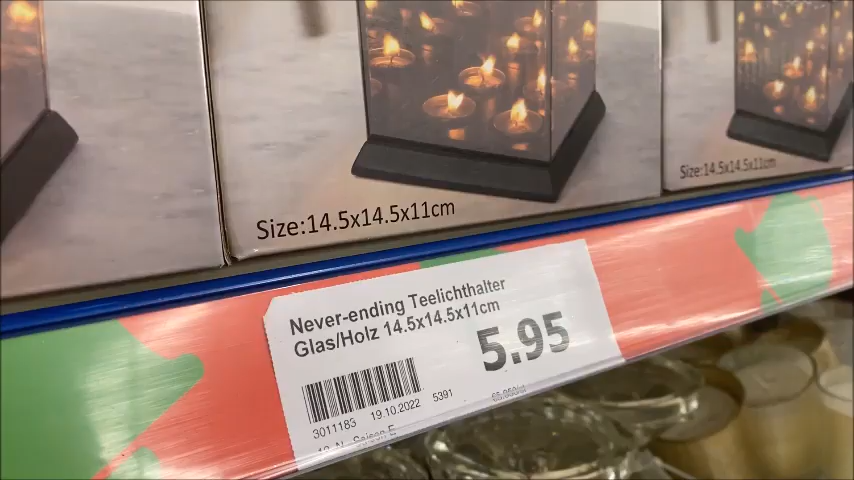 Size:14.5x14.5x11cm
Size:14.5x14.5x11cm
Never-ending Teelichthalter
Glas/Holz 14.5x14.5x11cm
5.95
3011183 19.10.2022 5391